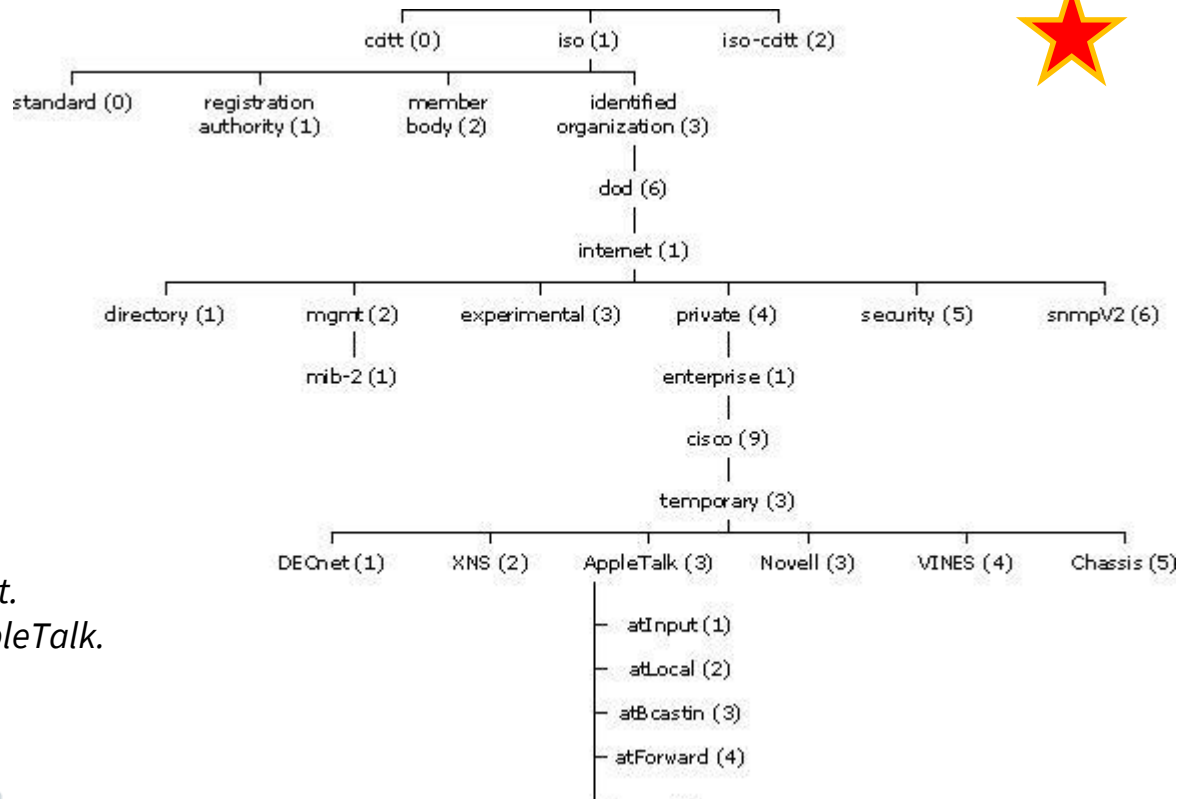 ccitt (0) iso (1) iso-ccitt (2)
standard (0) registration authority (1) member body (2) identified organization (3)
dod (6)
internet (1)
directory (1) mgmt (2) experimental (3) private (4) security (5) snmpV2 (6)
mib-2 (1) enterprise (1)
cisco (9)
temporary (3)
DECnet (1) XNS (2) AppleTalk (3) Novell (3) VINES (4) Chassis (5)
t.
pleTalk.
atInput (1)
atLocal (2)
atBcastin (3)
atForward (4)